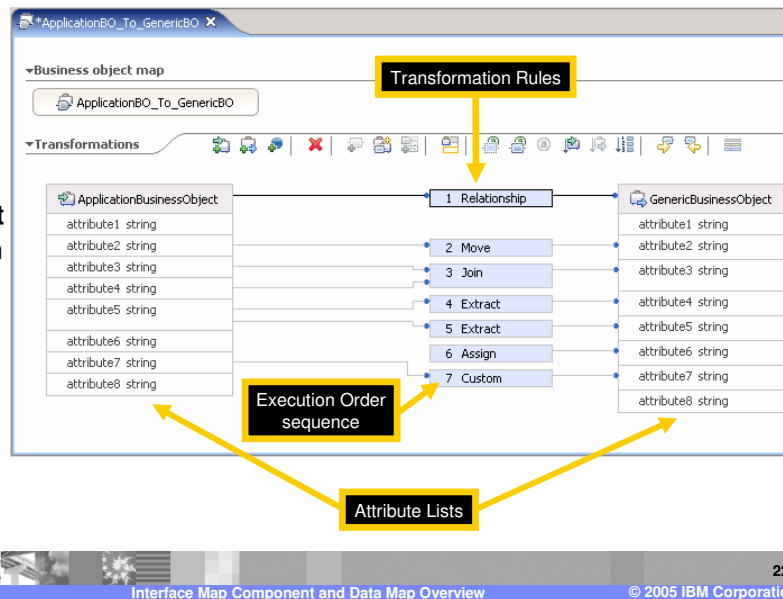 *ApplicationBO_To_GenericBO
Business object map
Transformation Rules
ApplicationBO_To_GenericBO
Transformations
ApplicationBusinessObject
attribute1 string
attribute2 string
attribute3 string
attribute4 string
attribute5 string
attribute6 string
attribute7 string
attribute8 string
1 Relationship
2 Move
3 Join
4 Extract
5 Extract
6 Assign
7 Custom
GenericBusinessObject
attribute1 string
attribute2 string
attribute3 string
attribute4 string
attribute5 string
attribute6 string
attribute7 string
attribute8 string
Execution Order
sequence
Attribute Lists
Interface Map Component and Data Map Overview
© 2005 IBM